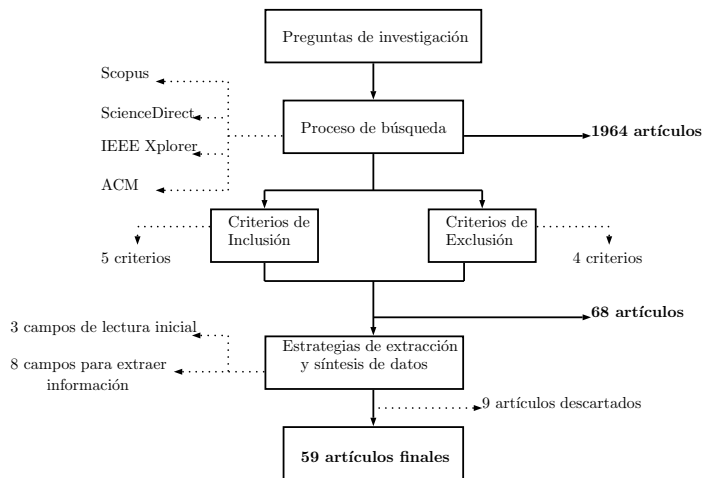 Preguntas de investigación
Scopus
ScienceDirect
IEEE Xplorer
ACM
Proceso de búsqueda
1964 artículos
Criterios de
Inclusión
Criterios de
Exclusión
5 criterios
4 criterios
68 artículos
3 campos de lectura inicial
8 campos para extraer
información
Estrategias de extracción
y síntesis de datos
9 artículos descartados
59 artículos finales